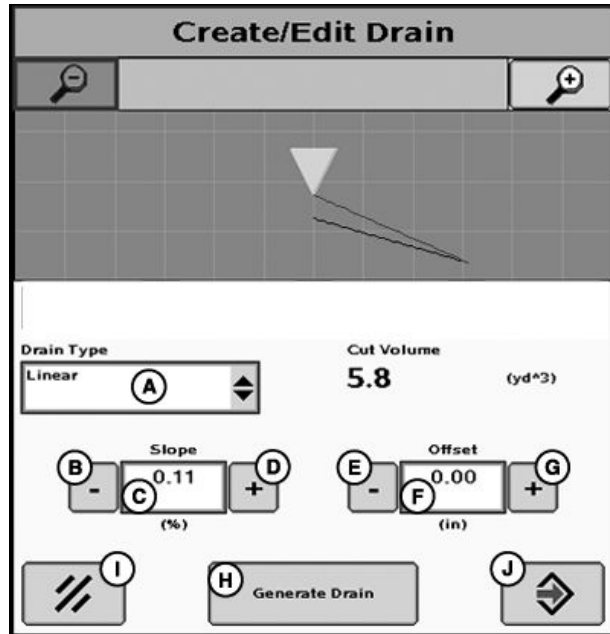 Create/Edit Drain
Drain Type
Cut Volume
Linear
A
5.8
(yd^3)
Slope
Offset
B
-
C
0.11
D
+
E
-
F
0.00
G
+
(%)
(in)
I
H
Generate Drain
J